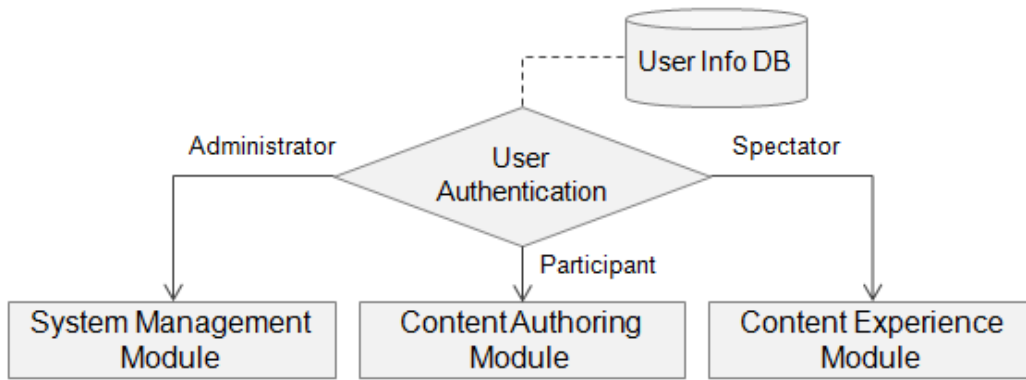 User Info DB
Administrator
User
Authentication
Spectator
Participant
System Management
Module
Content Authoring
Module
Content Experience
Module